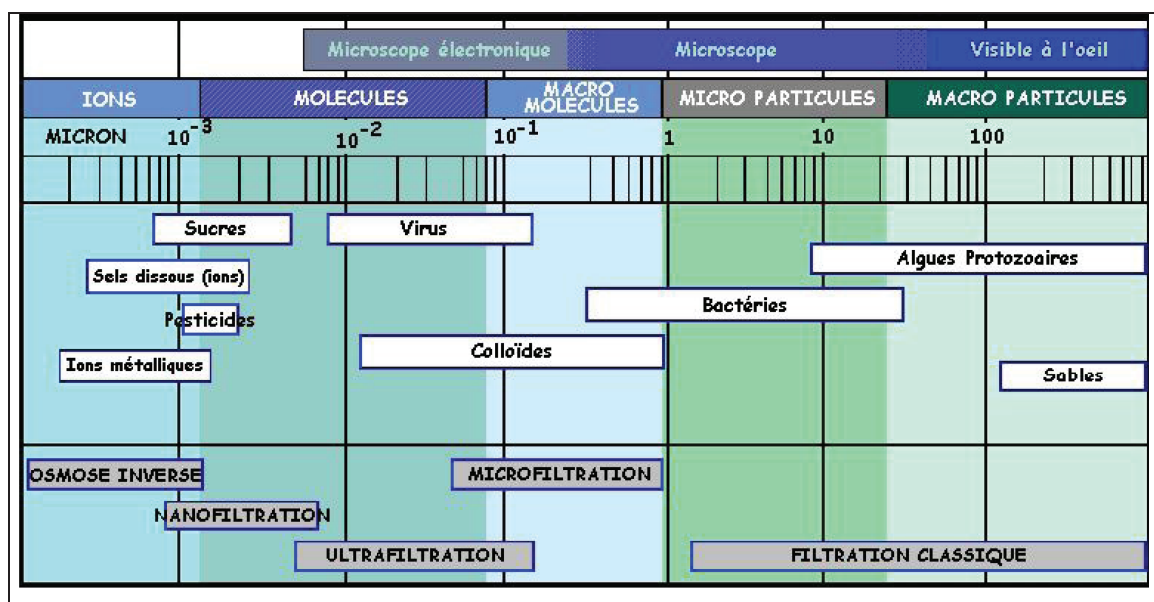 Microscope électronique Microscope Visible à l'oeil
IONS MOLECULES MACRO MOLECULES MICRO PARTICULES MACRO PARTICULES
MICRON 10⁻³ 10⁻² 10⁻¹ 1 10 100
Sucres Virus
Algues Protozoaires
Sels dissous (ions)
Bactéries
Pesticides
Colloïdes
Ions métalliques
Sables
OSMOSE INVERSE MICROFILTRATION
NANOFILTRATION
ULTRAFILTRATION FILTRATION CLASSIQUE